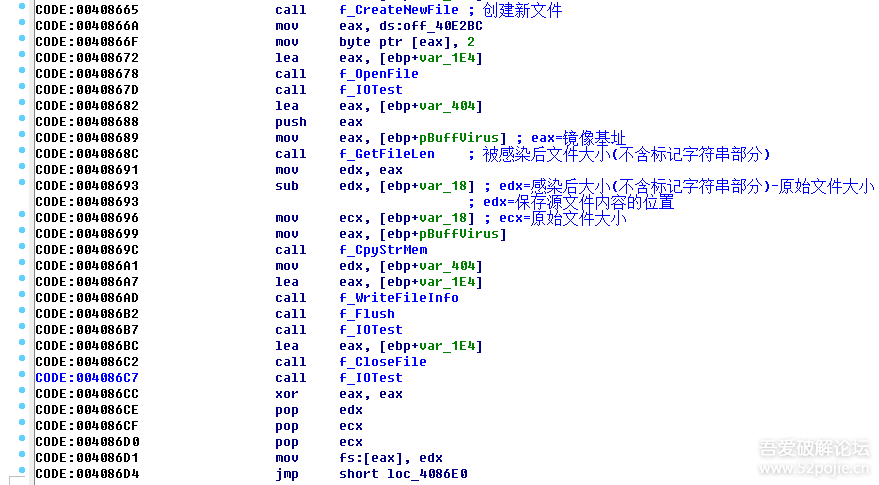 CODE:00408665 call f_CreateNewFile ; 创建新文件
CODE:0040866A mov eax, ds:off_40E2BC
CODE:0040866F mov byte ptr [eax], 2
CODE:00408672 lea eax, [ebp+var_1E4]
CODE:00408678 call f_OpenFile
CODE:0040867D call f_IOTest
CODE:00408682 lea eax, [ebp+var_404]
CODE:00408688 push eax
CODE:00408689 mov eax, [ebp+pBuffVirus] ; eax=镜像基址
CODE:0040868C call f_GetFileLen ; 被感染后文件大小(不含标记字符串部分)
CODE:00408691 mov edx, eax
CODE:00408693 sub edx, [ebp+var_18] ; edx=感染后大小(不含标记字符串部分)-原始文件大小
CODE:00408693 ; edx=保存源文件内容的位置
CODE:00408696 mov ecx, [ebp+var_18] ; ecx=原始文件大小
CODE:00408699 mov eax, [ebp+pBuffVirus]
CODE:0040869C call f_CpyStrMem
CODE:004086A1 mov edx, [ebp+var_404]
CODE:004086A7 lea eax, [ebp+var_1E4]
CODE:004086AD call f_WriteFileInfo
CODE:004086B2 call f_Flush
CODE:004086B7 call f_IOTest
CODE:004086BC lea eax, [ebp+var_1E4]
CODE:004086C2 call f_CloseFile
CODE:004086C7 call f_IOTest
CODE:004086CC xor eax, eax
CODE:004086CE pop edx
CODE:004086CF pop ecx
CODE:004086D0 pop ecx
CODE:004086D1 mov fs:[eax], edx
CODE:004086D4 jmp short loc_4086E0
吾爱破解论坛
www.52pojie.cn